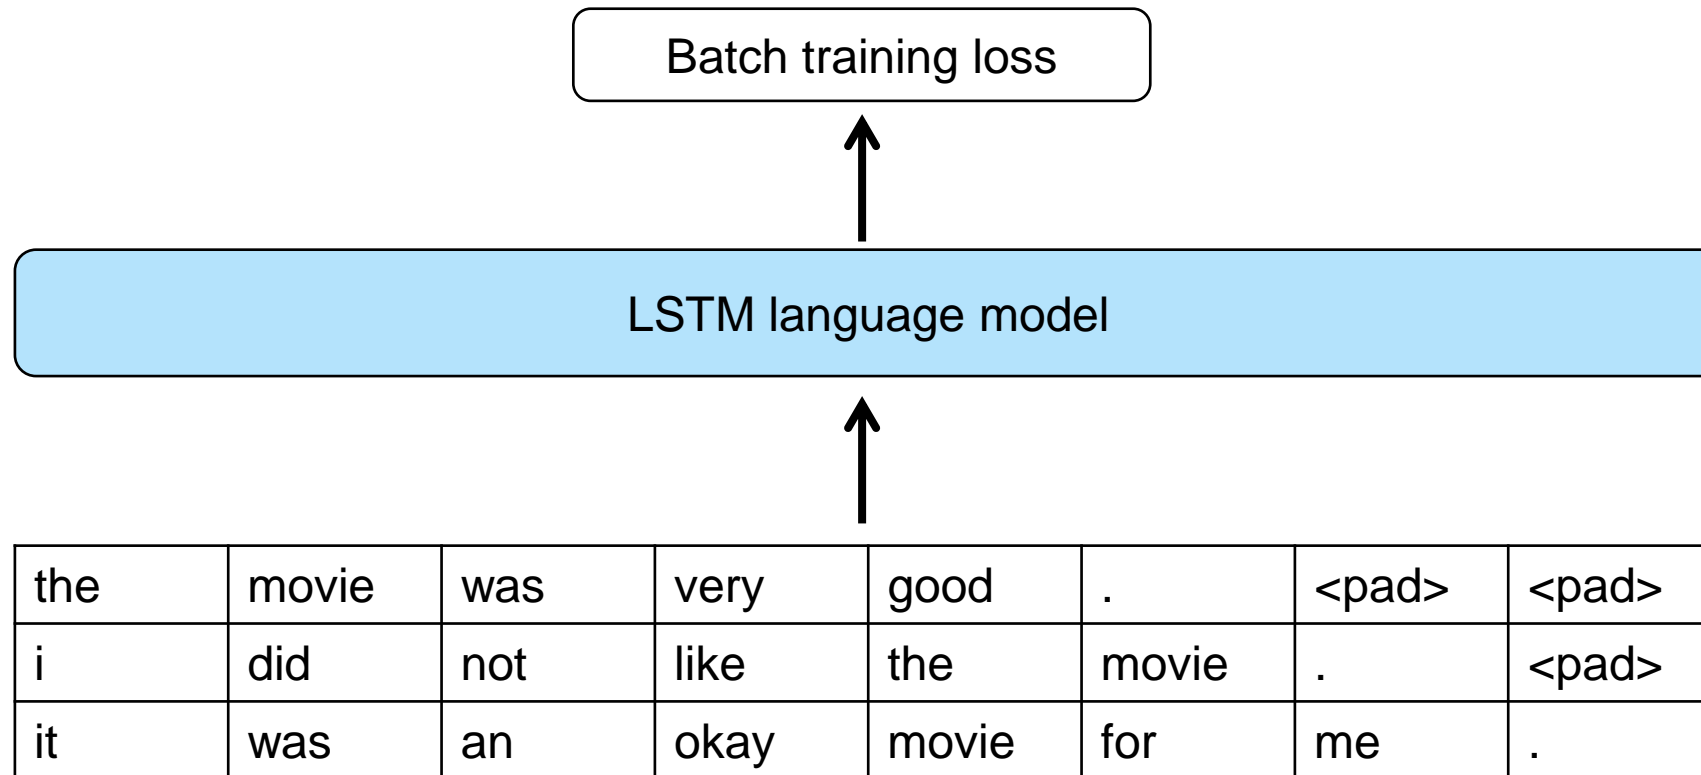 Batch training loss
LSTM language model
the movie was very good . <pad> <pad>
i did not like the movie . <pad>
it was an okay movie for me .